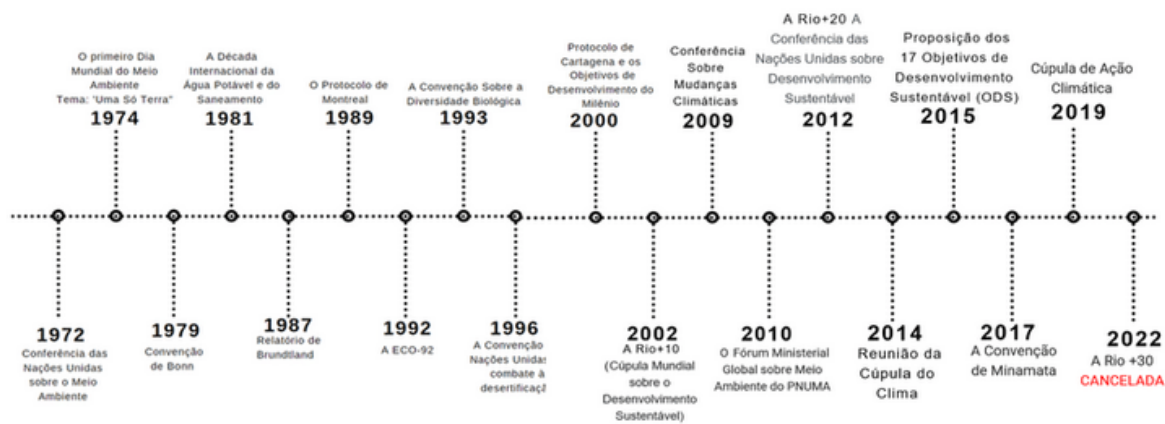 O primeiro Dia
Mundial do Meio
Ambiente
Tema: "Uma Só Terra"
1974
A Década
Internacional da
Água Potável e do
Saneamento
1981
O Protocolo de
Montreal
1989
A Convenção Sobre a
Diversidade Biológica
1993
Protocolo de
Cartagena e os
Objetivos de
Desenvolvimento do
Milênio
2000
Conferência
Sobre
Mudanças
Climáticas
2009
A Rio+20 A
Conferência das
Nações Unidas sobre
Desenvolvimento
Sustentável
2012
Proposição dos
17 Objetivos de
Desenvolvimento
Sustentável (ODS)
2015
Cúpula de Ação
Climática
2019
1972
Conferência das
Nações Unidas
sobre o Meio
Ambiente
1979
Convenção
de Bonn
1987
Relatório de
Brundtland
1992
A ECO-92
1996
A Convenção
Nações Unidas
combate à
desertificaç
2002
A Rio+10
(Cúpula Mundial
sobre o
Desenvolvimento
Sustentável)
2010
O Fórum Ministerial
Global sobre Meio
Ambiente do PNUMA
2014
Reunião da
Cúpula do
Clima
2017
A Convenção
de Minamata
2022
A Rio +30
CANCELADA